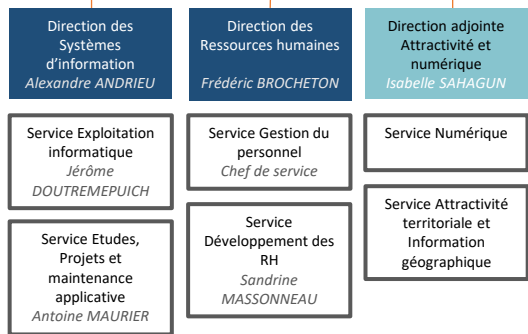 Direction des
Systèmes
d'information
Alexandre ANDRIEU
Service Exploitation
informatique
Jérôme
DOUTREMEPUICH
Service Etudes,
Projets et
maintenance
applicative
Antoine MAURIER
Direction des
Ressources humaines
Frédéric BROCHETON
Service Gestion du
personnel
Chef de service
Service
Développement des
RH
Sandrine
MASSONNEAU
Direction adjointe
Attractivité et
numérique
Isabelle SAHAGUN
Service Numérique
Service Attractivité
territoriale et
Information
géographique